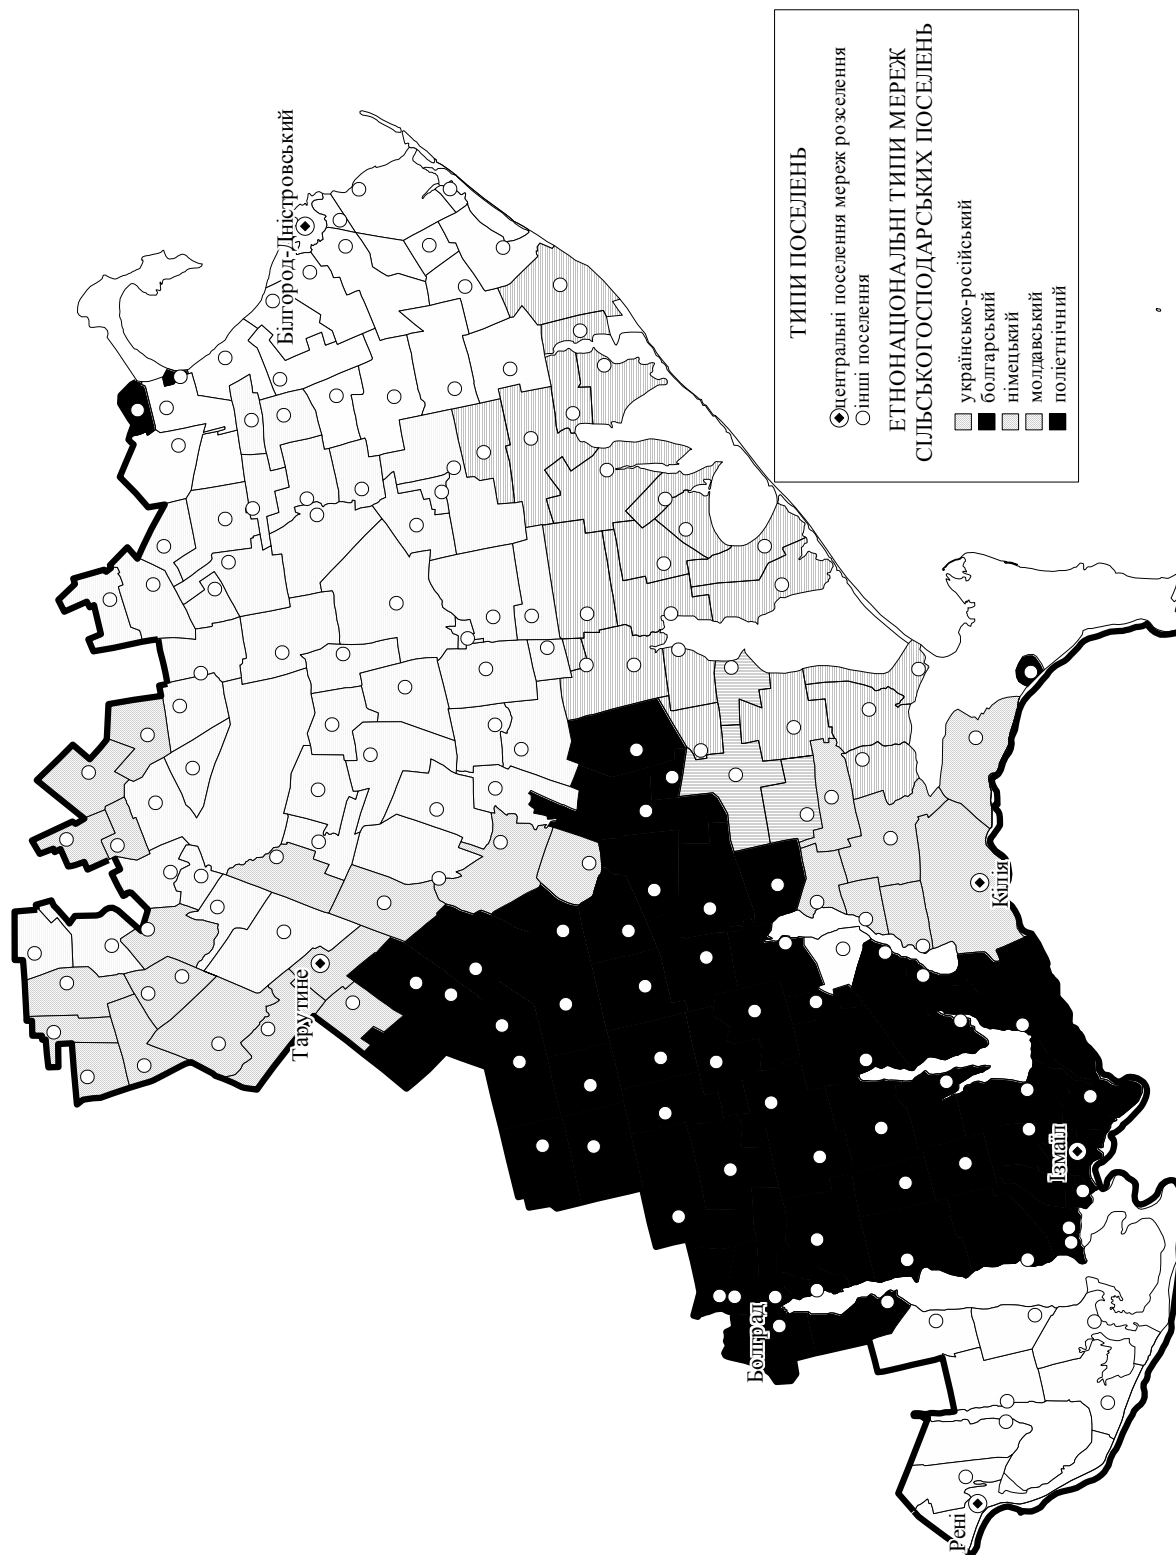 Білгород-Дністровський
Тарутине
Кілія
Ізмаїл
Болград
Рені
ТИПИ ПОСЕЛЕНЬ
центральні поселення мереж розселення
інші поселення
ЕТНОНАЦІОНАЛЬНІ ТИПИ МЕРЕЖ
СІЛЬСЬКОГОСПОДАРСЬКИХ ПОСЕЛЕНЬ
українсько-російський
болгарський
німецький
молдавський
поліетнічний